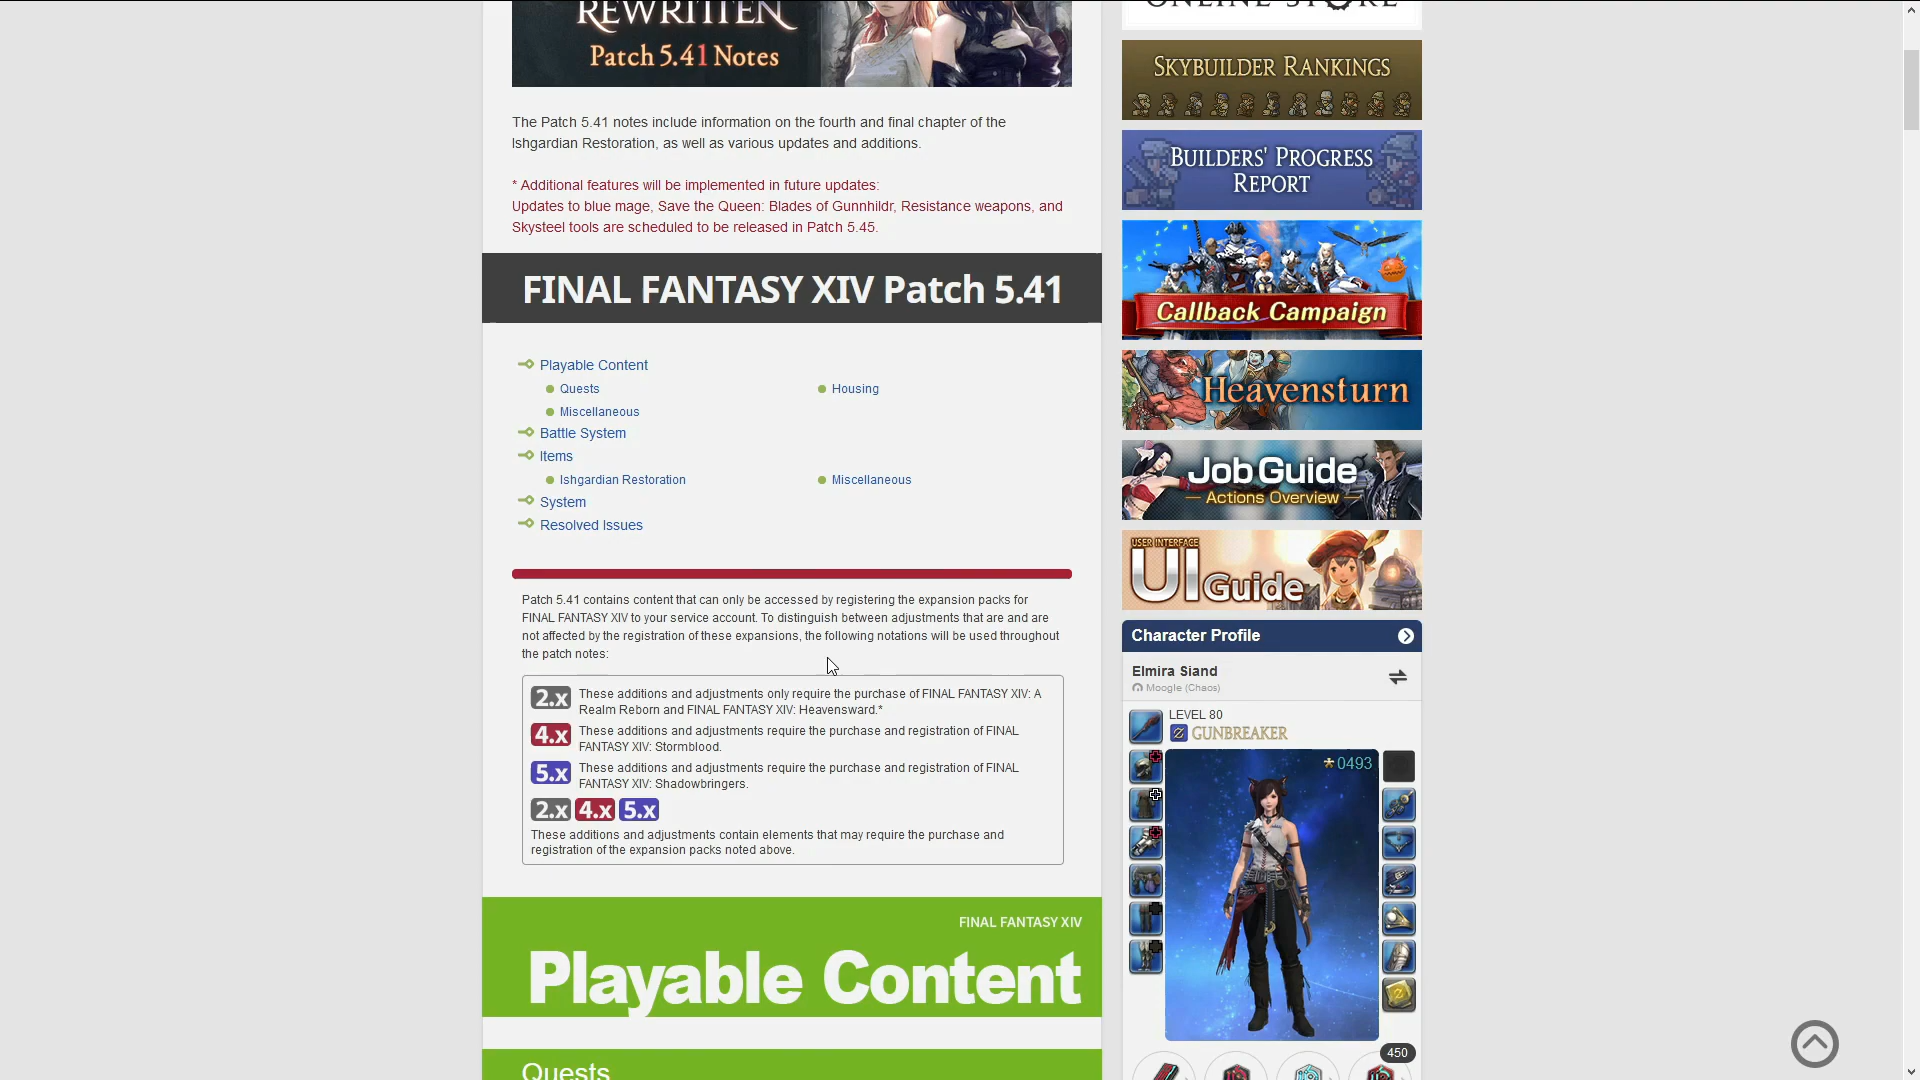 REWRITTEN
Patch 5.41 Notes
The Patch 5.41 notes include information on the fourth and final chapter of the
Ishgardian Restoration, as well as various updates and additions.
* Additional features will be implemented in future updates:
Updates to blue mage, Save the Queen: Blades of Gunnhildr, Resistance weapons, and
Skysteel tools are scheduled to be released in Patch 5.45.
FINAL FANTASY XIV Patch 5.41
Playable Content
Quests
Housing
Miscellaneous
Battle System
Items
Ishgardian Restoration
Miscellaneous
System
Resolved Issues
Patch 5.41 contains content that can only be accessed by registering the expansion packs for
FINAL FANTASY XIV to your service account. To distinguish between adjustments that are and are
not affected by the registration of these expansions, the following notations will be used throughout
the patch notes:
2.x These additions and adjustments only require the purchase of FINAL FANTASY XIV: A
Realm Reborn and FINAL FANTASY XIV: Heavensward.*
4.x These additions and adjustments require the purchase and registration of FINAL
FANTASY XIV: Stormblood.
5.x These additions and adjustments require the purchase and registration of FINAL
FANTASY XIV: Shadowbringers.
2.x 4.x 5.x
These additions and adjustments contain elements that may require the purchase and
registration of the expansion packs noted above.
FINAL FANTASY XIV
Playable Content
Quests
ONLINE STORE
SKYBUILDER RANKINGS
BUILDERS' PROGRESS
REPORT
Callback Campaign
Heavensturn
Job Guide
Actions Overview
USER INTERFACE
UI Guide
Character Profile
Elmira Siand
Moogle (Chaos)
LEVEL 80
GUNBREAKER
0493
450